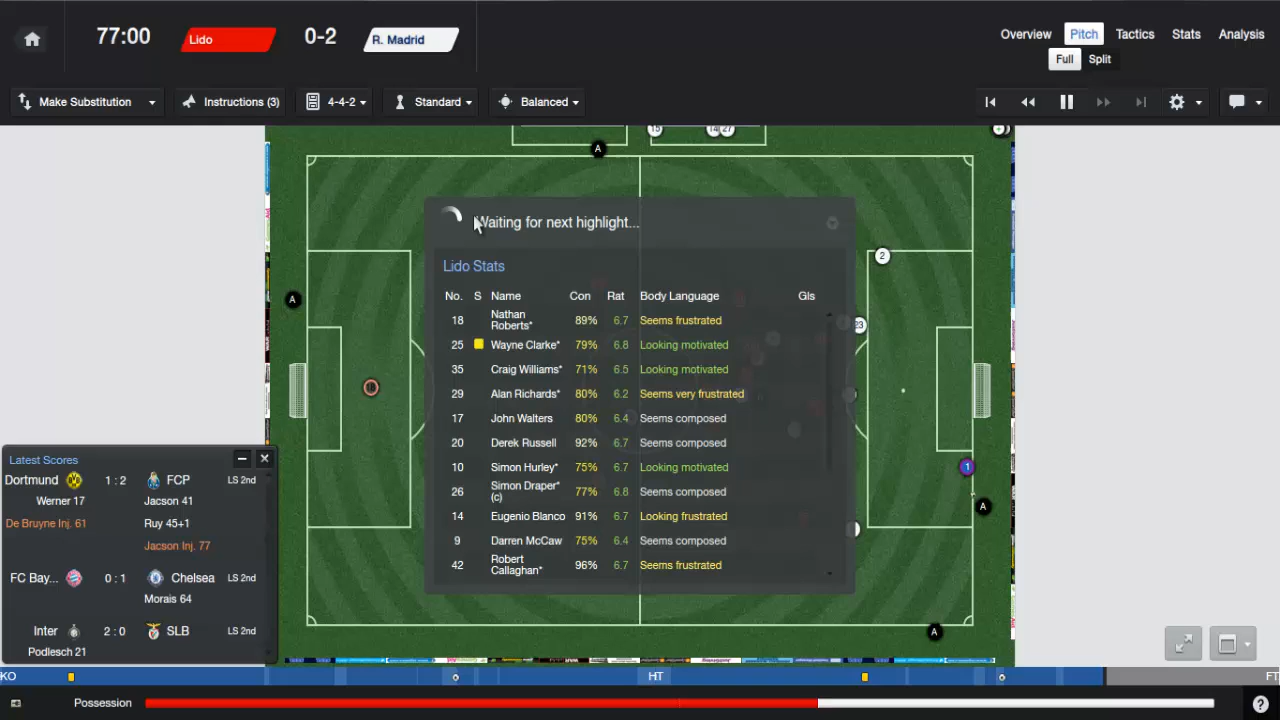 77:00 Lido 0-2 R. Madrid
Overview Pitch Tactics Stats Analysis
Full Split
Make Substitution Instructions (3) 4-4-2 Standard Balanced
15 14 27
A
Waiting for next highlight...
2
Lido Stats
A
No. S Name Con Rat Body Language Gls
18 Nathan Roberts* 89% 6.7 Seems frustrated
23
25 Wayne Clarke* 79% 6.8 Looking motivated
35 Craig Williams* 71% 6.5 Looking motivated
29 Alan Richards* 80% 6.2 Seems very frustrated
17 John Walters 80% 6.4 Seems composed
20 Derek Russell 92% 6.7 Seems composed
10 Simon Hurley* 75% 6.7 Looking motivated
1
26 Simon Draper* (c) 77% 6.8 Seems composed
A
14 Eugenio Blanco 91% 6.7 Looking frustrated
9 Darren McCaw 75% 6.4 Seems composed
42 Robert Callaghan* 96% 6.7 Seems frustrated
A
Latest Scores
Dortmund 1 : 2 FCP LS 2nd
Werner 17 Jacson 41
De Bruyne Inj. 61 Ruy 45+1
Jacson Inj. 77
FC Bay... 0 : 1 Chelsea LS 2nd
Morais 64
Inter 2 : 0 SLB LS 2nd
Podlesch 21
KO HT FT
Possession
?